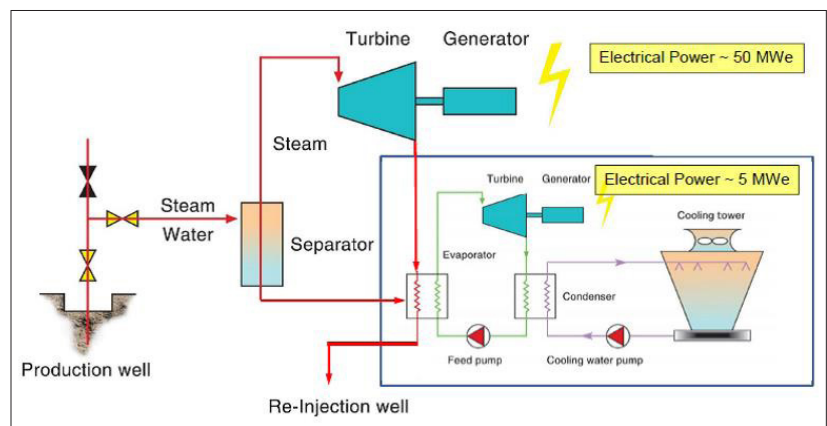 Turbine
Generator
Electrical Power ~ 50 MWe
Steam
Steam
Water
Separator
Production well
Re-Injection well
Turbine
Generator
Electrical Power ~ 5 MWe
Cooling tower
Evaporator
Condenser
Feed pump
Cooling water pump